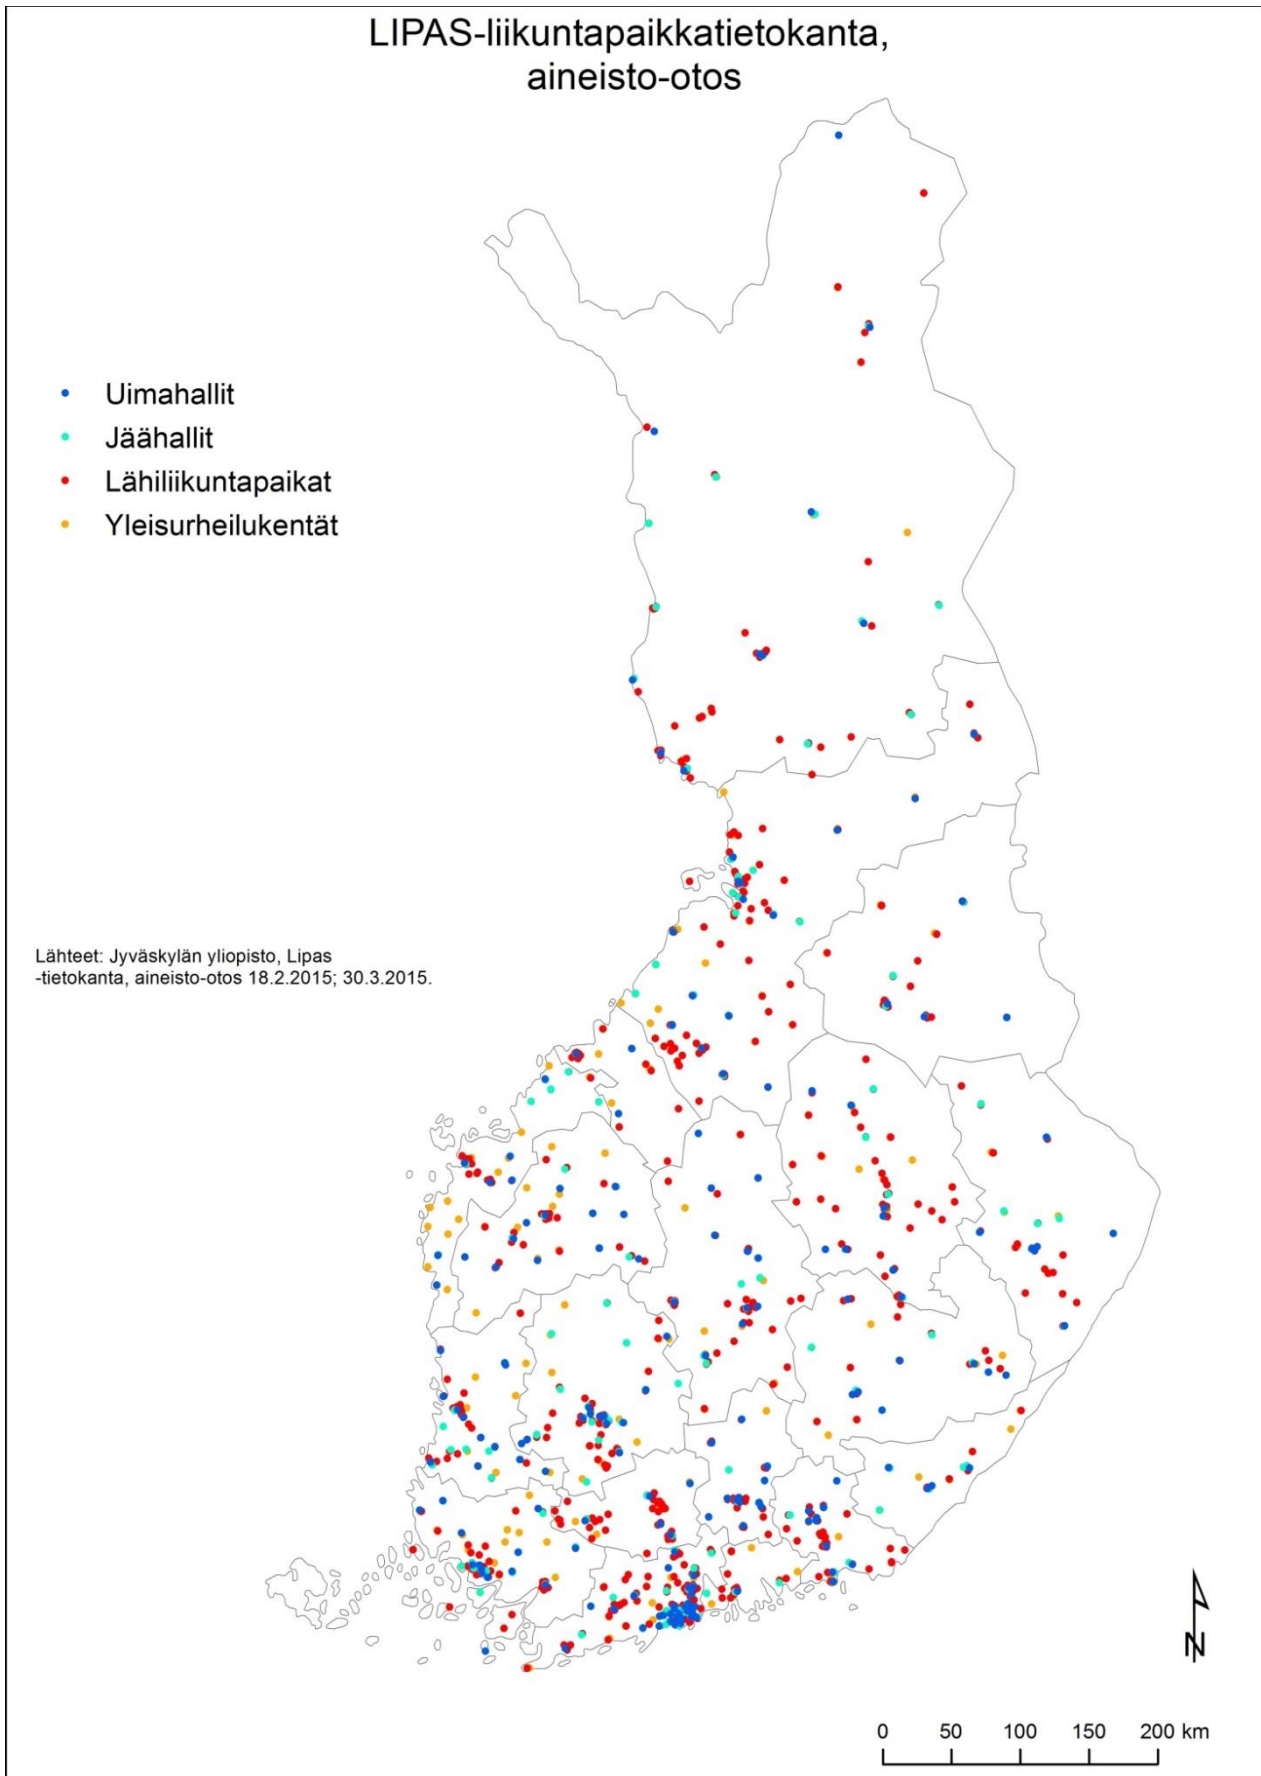 LIPAS-liikuntapaikkatietokanta,
aineisto-otos
Uimahallit
Jäähallit
Lähiliikuntapaikat
Yleisurheilukentät
Lähteet: Jyväskylän yliopisto, Lipas
-tietokanta, aineisto-otos 18.2.2015; 30.3.2015.
N
0 50 100 150 200 km